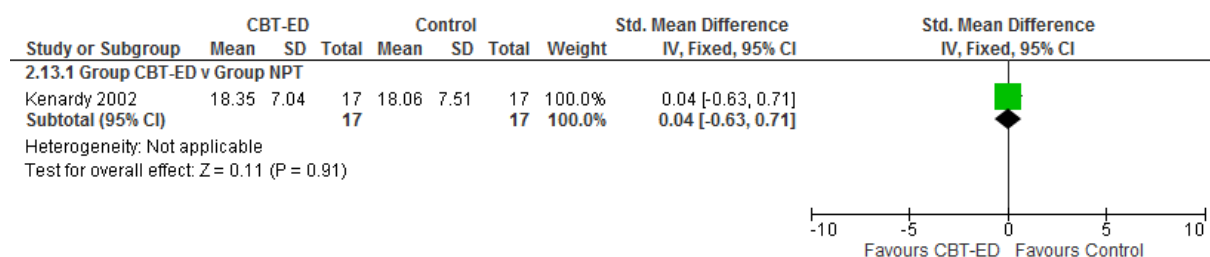 CBT-ED Control Std. Mean Difference Std. Mean Difference
Study or Subgroup Mean SD Total Mean SD Total Weight IV, Fixed, 95% CI IV, Fixed, 95% CI
2.13.1 Group CBT-ED v Group NPT
Kenardy 2002 18.35 7.04 17 18.06 7.51 17 100.0% 0.04 [-0.63, 0.71]
Subtotal (95% CI) 17 17 100.0% 0.04 [-0.63, 0.71]
Heterogeneity: Not applicable
Test for overall effect: Z = 0.11 (P = 0.91)
-10 -5 0 5 10
Favours CBT-ED Favours Control